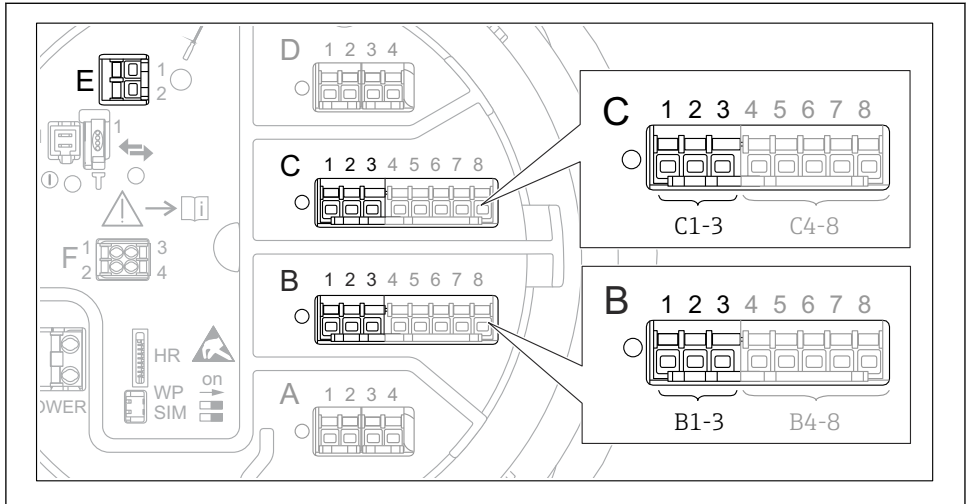 D 1 2 3 4
E 1
2
1
C 1 2 3 4 5 6 7 8
C 1 2 3 4 5 6 7 8
C1-3 C4-8
i
F 1 3
2 4
B 1 2 3 4 5 6 7 8
B 1 2 3 4 5 6 7 8
B1-3 B4-8
HR
on
WP
SIM
OWER
A 1 2 3 4